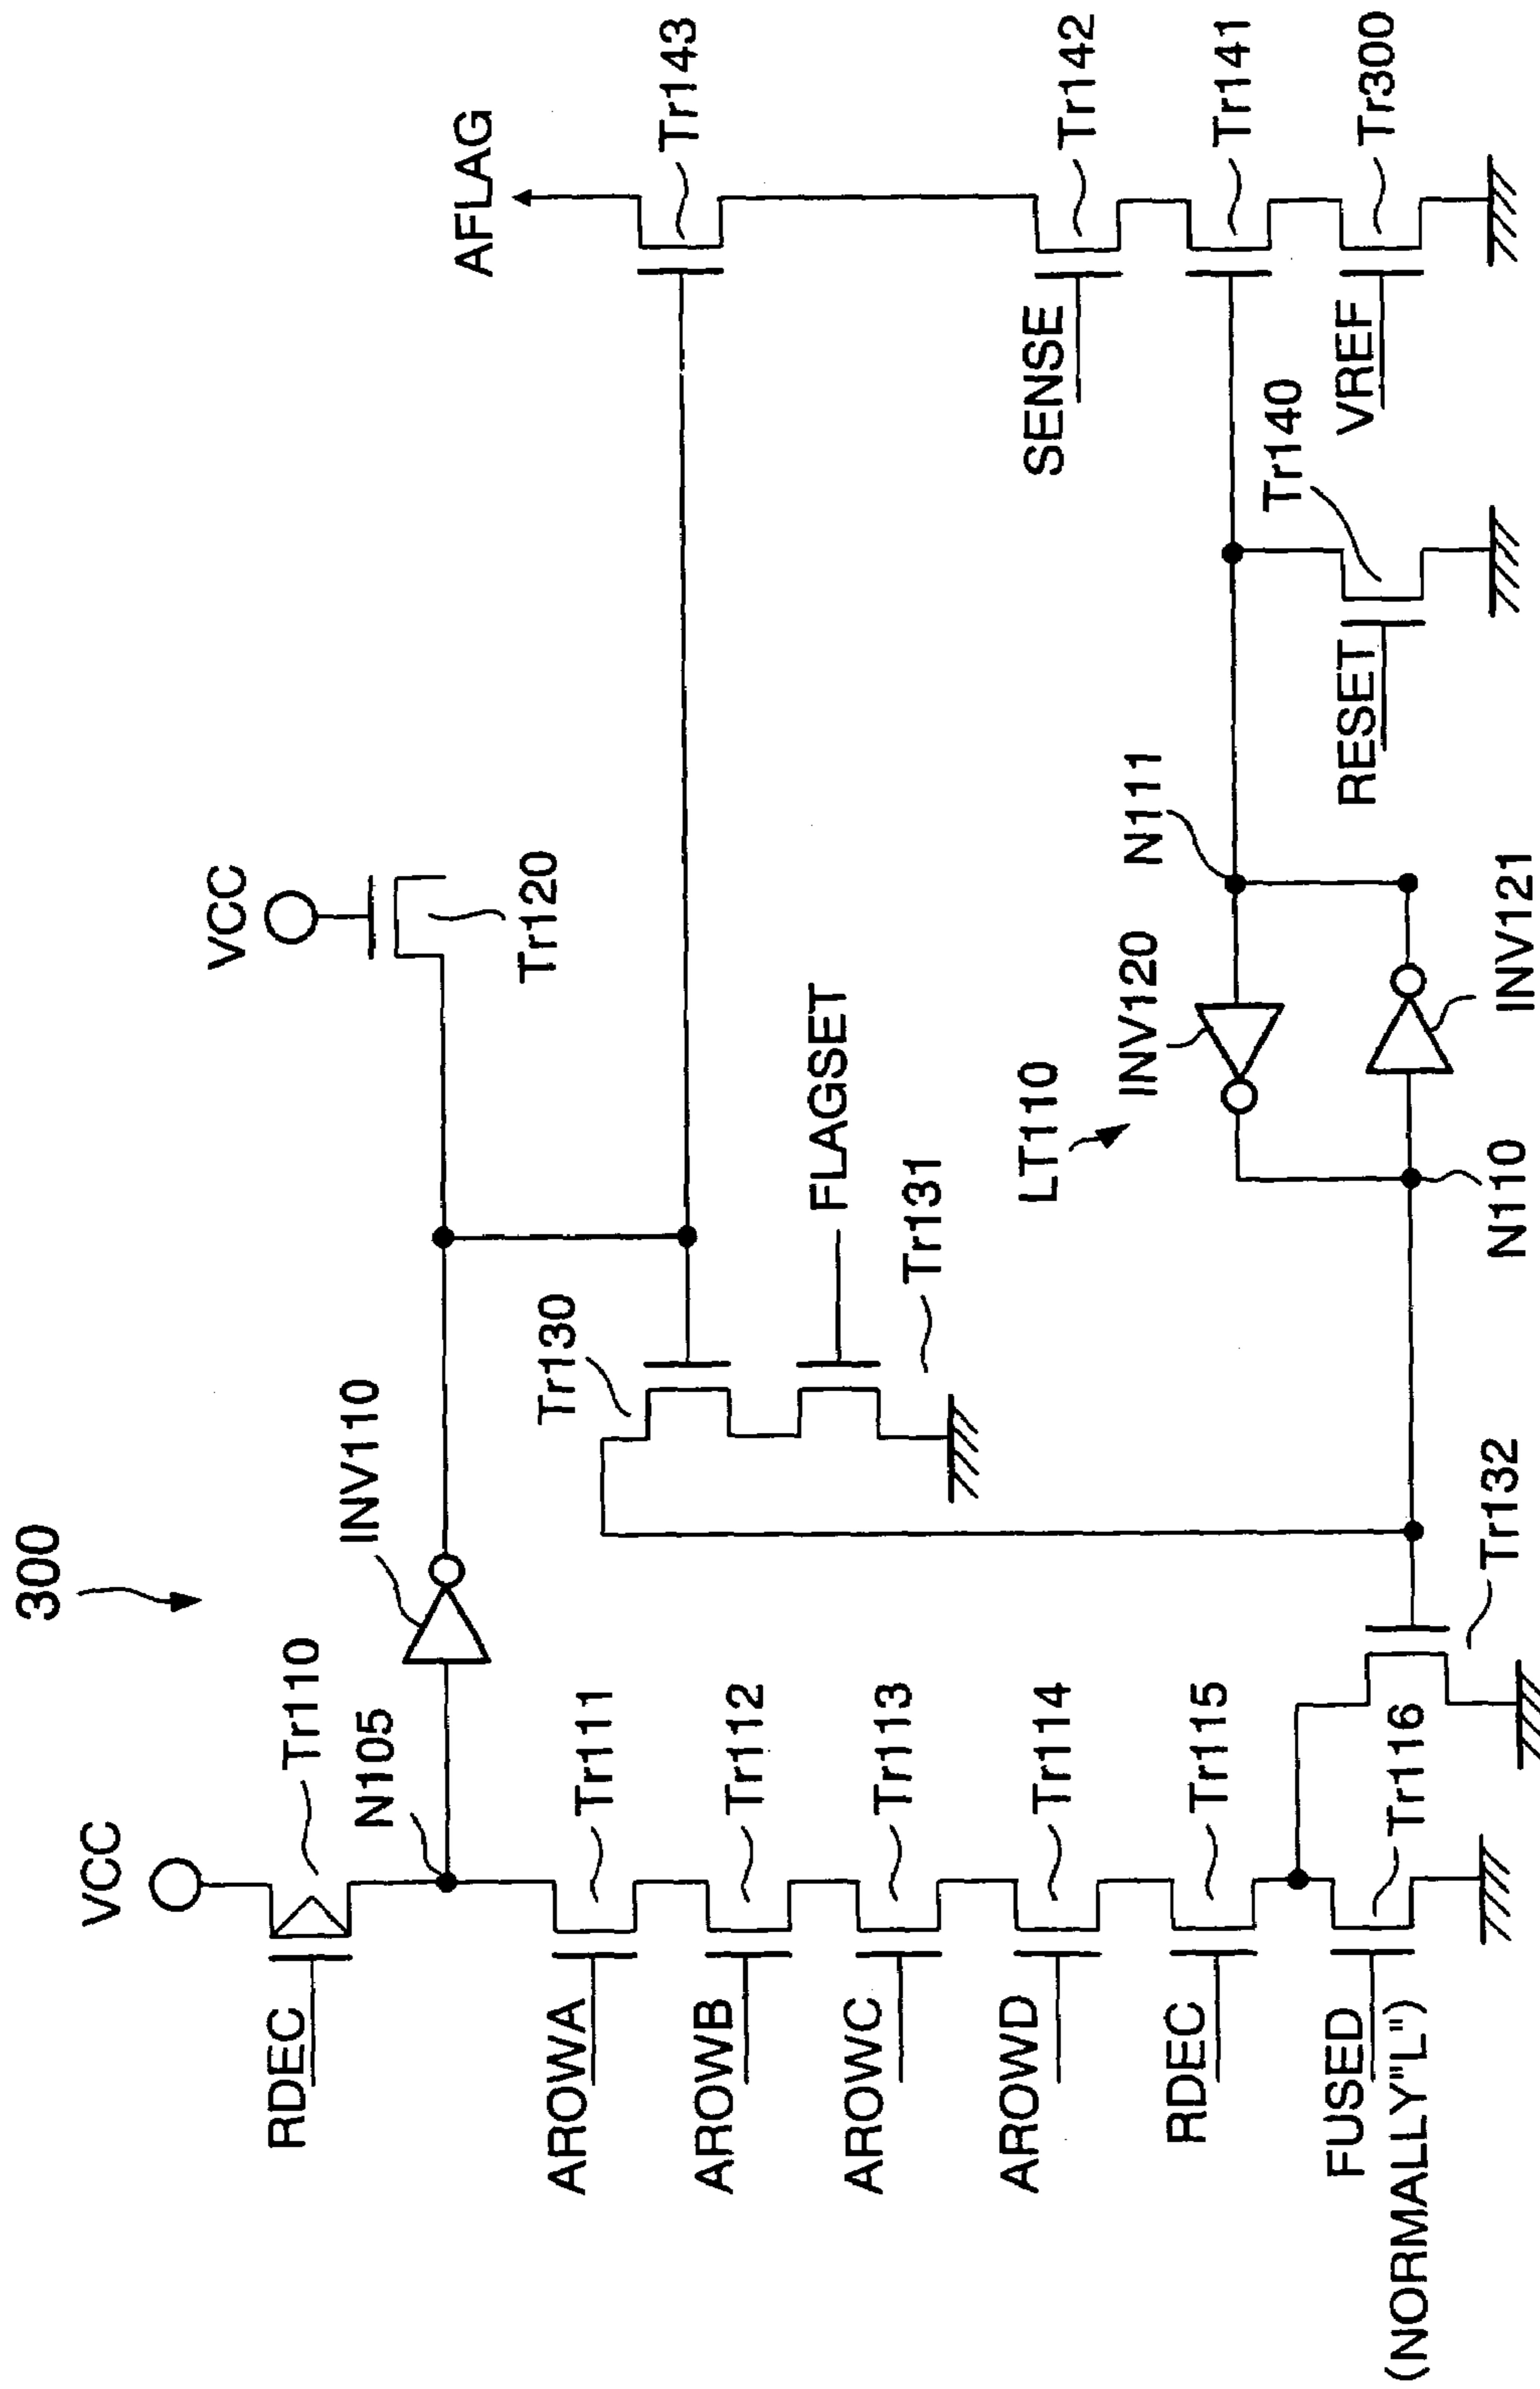 300
VCC
RDEC
Tr110
N105
INV110
VCC
Tr120
AFLAG
Tr143
AROWA
Tr111
AROWB
Tr112
AROWC
Tr113
AROWD
Tr114
RDEC
Tr115
FUSED
(NORMALLY"L")
Tr116
Tr132
Tr130
FLAGSET
Tr131
LT110
INV120
N111
N110
INV121
RESET
Tr140
SENSE
Tr142
Tr141
VREF
Tr300